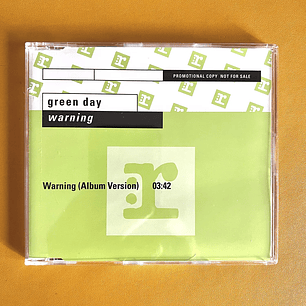 PROMOTIONAL COPY NOT FOR SALE
green day
warning
Warning (Album Version) 03:42
:r